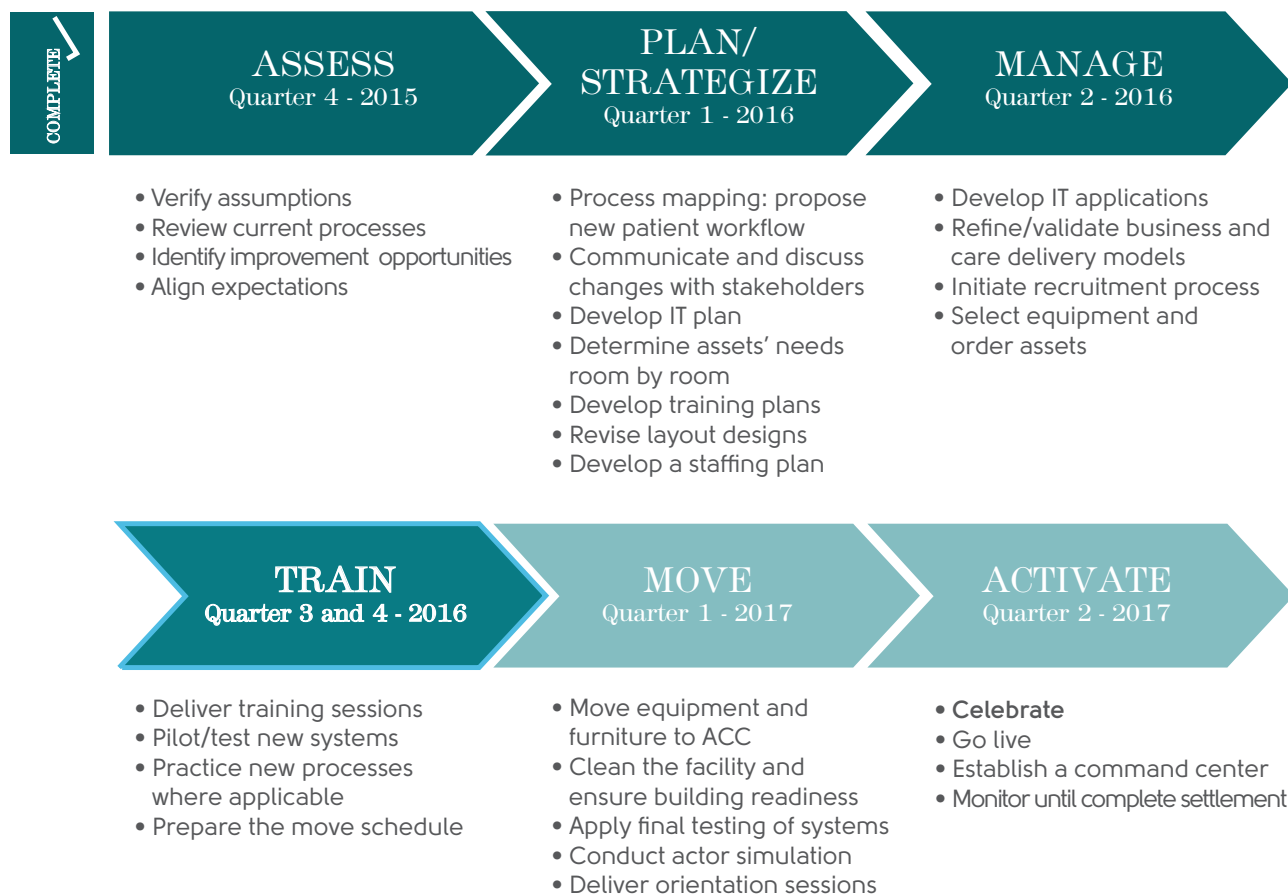 COMPLETE
ASSESS
Quarter 4 - 2015
PLAN/
STRATEGIZE
Quarter 1 - 2016
MANAGE
Quarter 2 - 2016
• Verify assumptions
• Review current processes
• Identify improvement opportunities
• Align expectations
• Process mapping: propose
new patient workflow
• Communicate and discuss
changes with stakeholders
• Develop IT plan
• Determine assets’ needs
room by room
• Develop training plans
• Revise layout designs
• Develop a staffing plan
• Develop IT applications
• Refine/validate business and
care delivery models
• Initiate recruitment process
• Select equipment and
order assets
TRAIN
Quarter 3 and 4 - 2016
MOVE
Quarter 1 - 2017
ACTIVATE
Quarter 2 - 2017
• Deliver training sessions
• Pilot/test new systems
• Practice new processes
where applicable
• Prepare the move schedule
• Move equipment and
furniture to ACC
• Clean the facility and
ensure building readiness
• Apply final testing of systems
• Conduct actor simulation
• Deliver orientation sessions
• Celebrate
• Go live
• Establish a command center
• Monitor until complete settlement